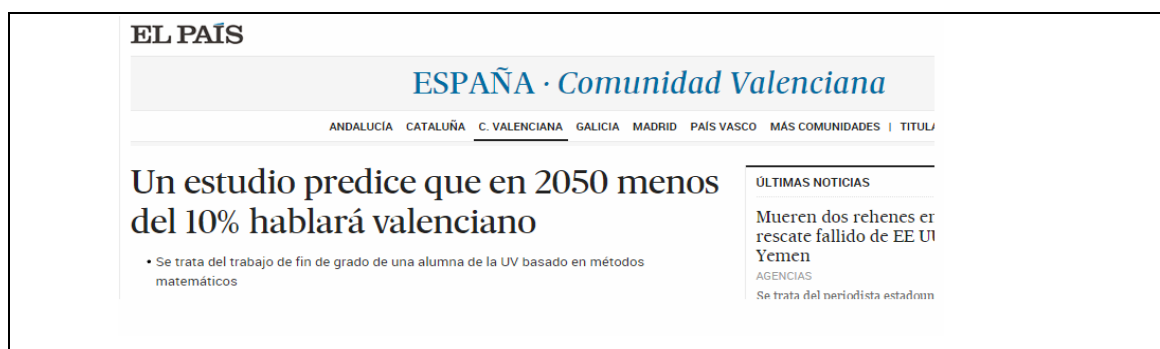 EL PAÍS
ESPAÑA · Comunidad Valenciana
ANDALUCÍA CATALUÑA C. VALENCIANA GALICIA MADRID PAÍS VASCO MÁS COMUNIDADES |
Un estudio predice que en 2050 menos
del 10% hablará valenciano
• Se trata del trabajo de fin de grado de una alumna de la UV basado en métodos
matemáticos
ÚLTIMAS NOTICIAS
Mueren dos rehenes en
rescate fallido de EE UU
Yemen
AGENCIAS
Se trata del periodista